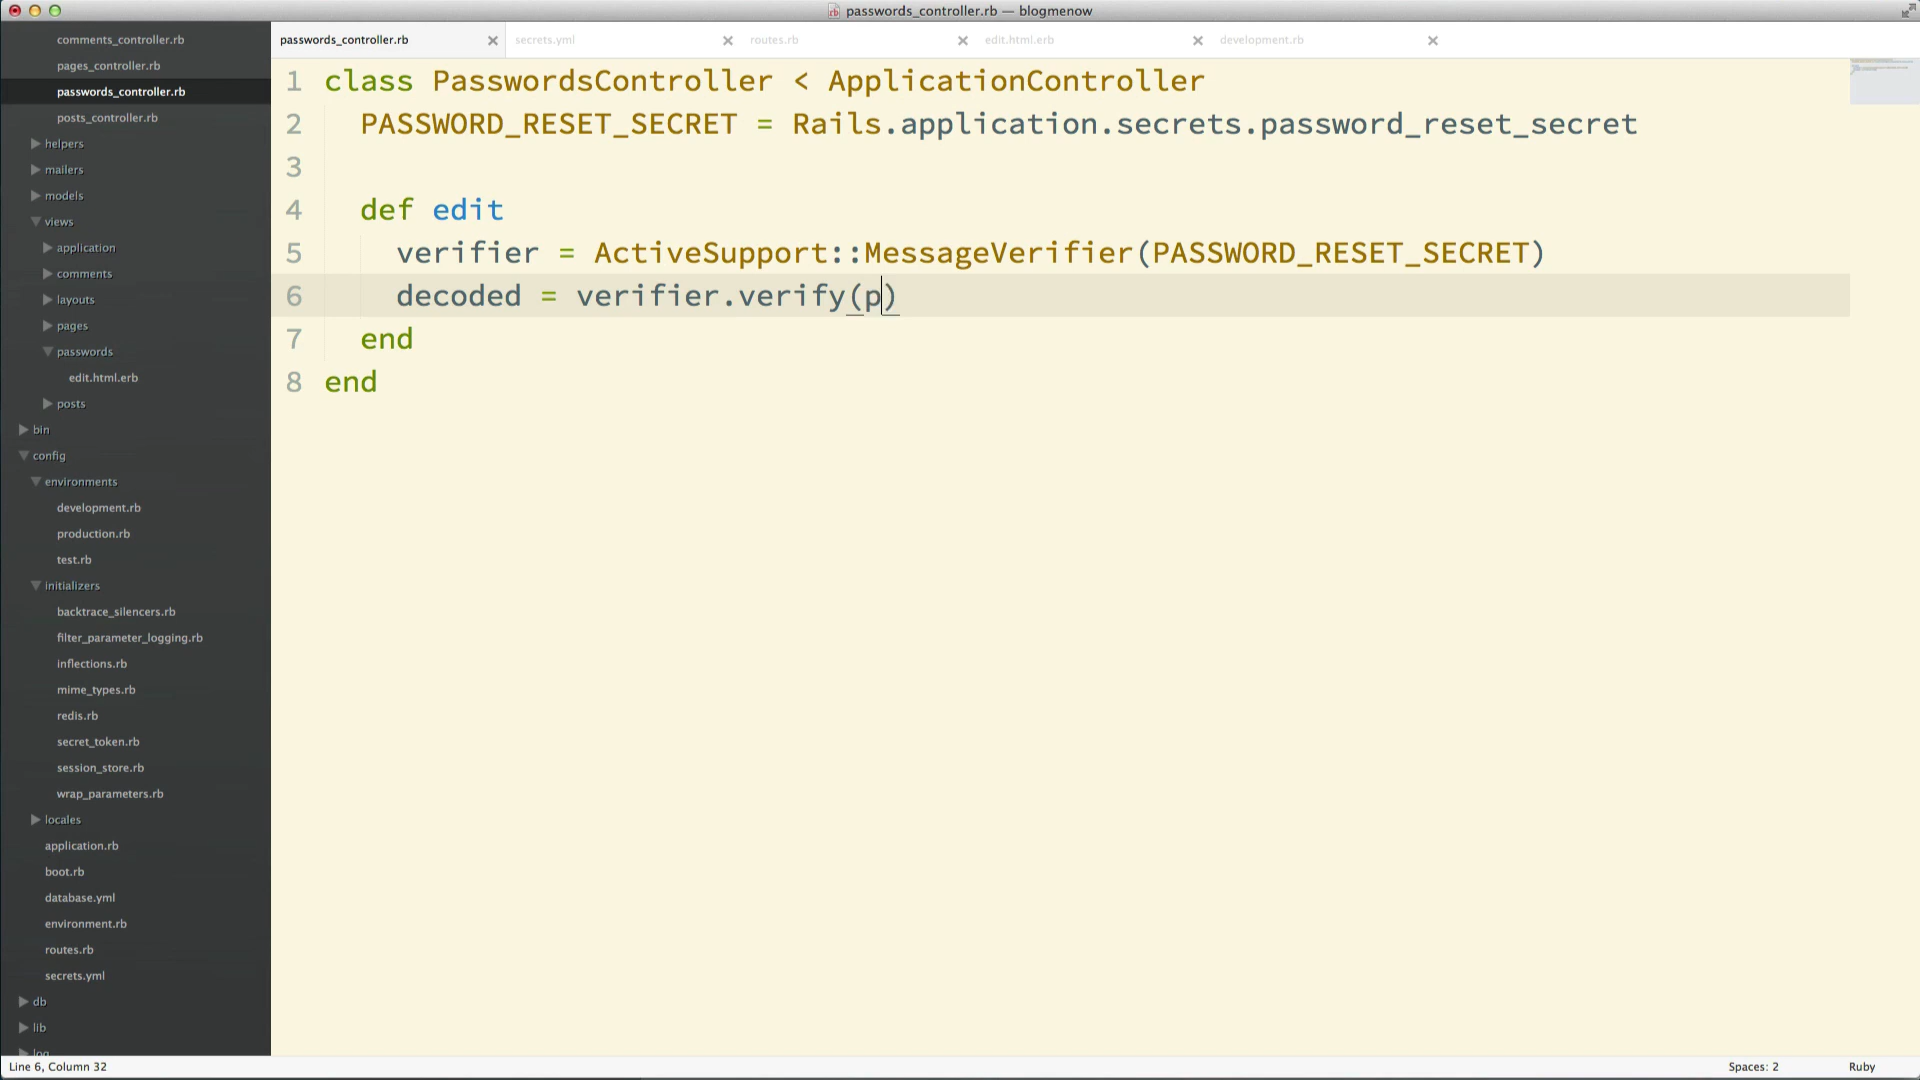 passwords_controller.rb — blogmenow
comments_controller.rb
pages_controller.rb
passwords_controller.rb
posts_controller.rb
helpers
mailers
models
views
application
comments
layouts
pages
passwords
edit.html.erb
posts
bin
config
environments
development.rb
production.rb
test.rb
initializers
backtrace_silencers.rb
filter_parameter_logging.rb
inflections.rb
mime_types.rb
redis.rb
secret_token.rb
session_store.rb
wrap_parameters.rb
locales
application.rb
boot.rb
database.yml
environment.rb
routes.rb
secrets.yml
db
lib
log
passwords_controller.rb secrets.yml routes.rb edit.html.erb development.rb
1 class PasswordsController < ApplicationController
2 PASSWORD_RESET_SECRET = Rails.application.secrets.password_reset_secret
3
4 def edit
5 verifier = ActiveSupport::MessageVerifier(PASSWORD_RESET_SECRET)
6 decoded = verifier.verify(p)
7 end
8 end
Line 6, Column 32 Spaces: 2 Ruby